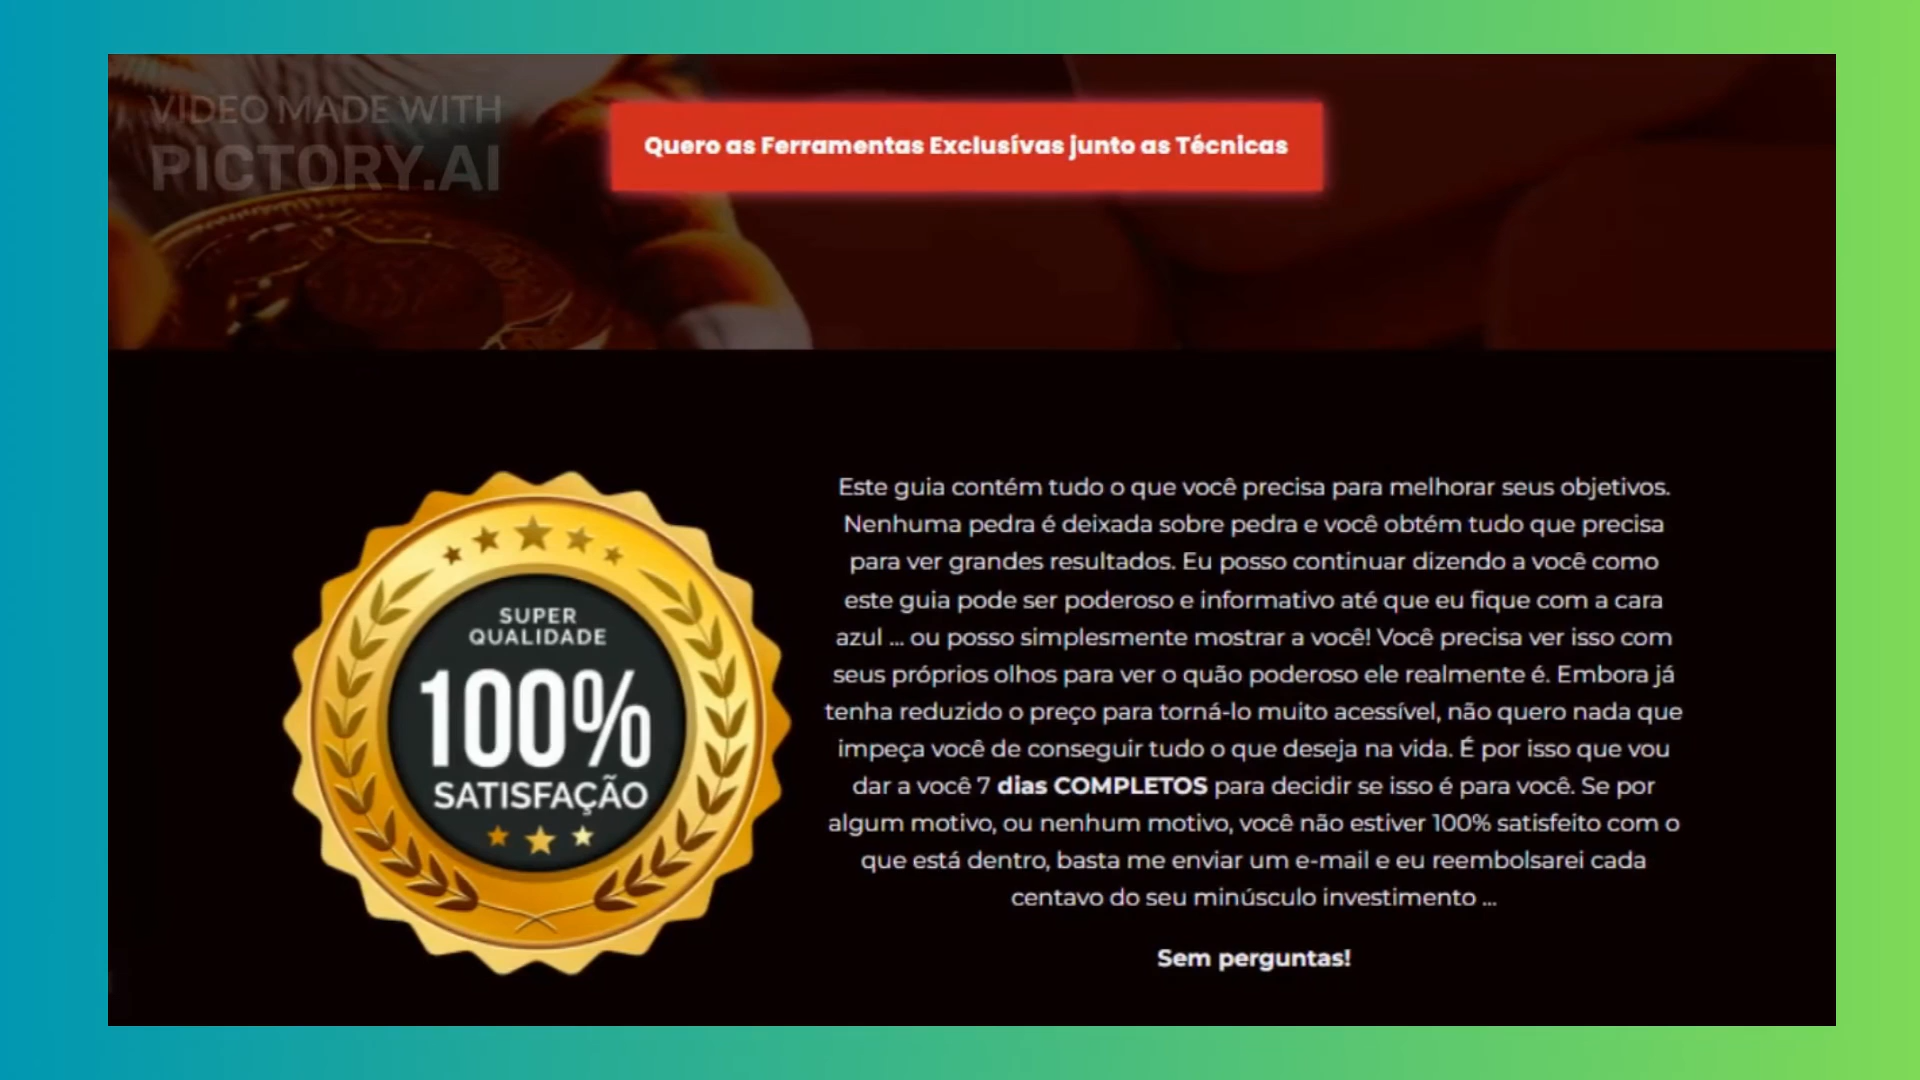 VIDEO MADE WITH
PICTORY.AI
Quero as Ferramentas Exclusívas junto as Técnicas
SUPER
QUALIDADE
100%
SATISFAÇÃO
Este guia contém tudo o que você precisa para melhorar seus objetivos.
Nenhuma pedra é deixada sobre pedra e você obtém tudo que precisa
para ver grandes resultados. Eu posso continuar dizendo a você como
este guia pode ser poderoso e informativo até que eu fique com a cara
azul ... ou posso simplesmente mostrar a você! Você precisa ver isso com
seus próprios olhos para ver o quão poderoso ele realmente é. Embora já
tenha reduzido o preço para torná-lo muito acessível, não quero nada que
impeça você de conseguir tudo o que deseja na vida. É por isso que vou
dar a você 7 dias COMPLETOS para decidir se isso é para você. Se por
algum motivo, ou nenhum motivo, você não estiver 100% satisfeito com o
que está dentro, basta me enviar um e-mail e eu reembolsarei cada
centavo do seu minúsculo investimento ...
Sem perguntas!